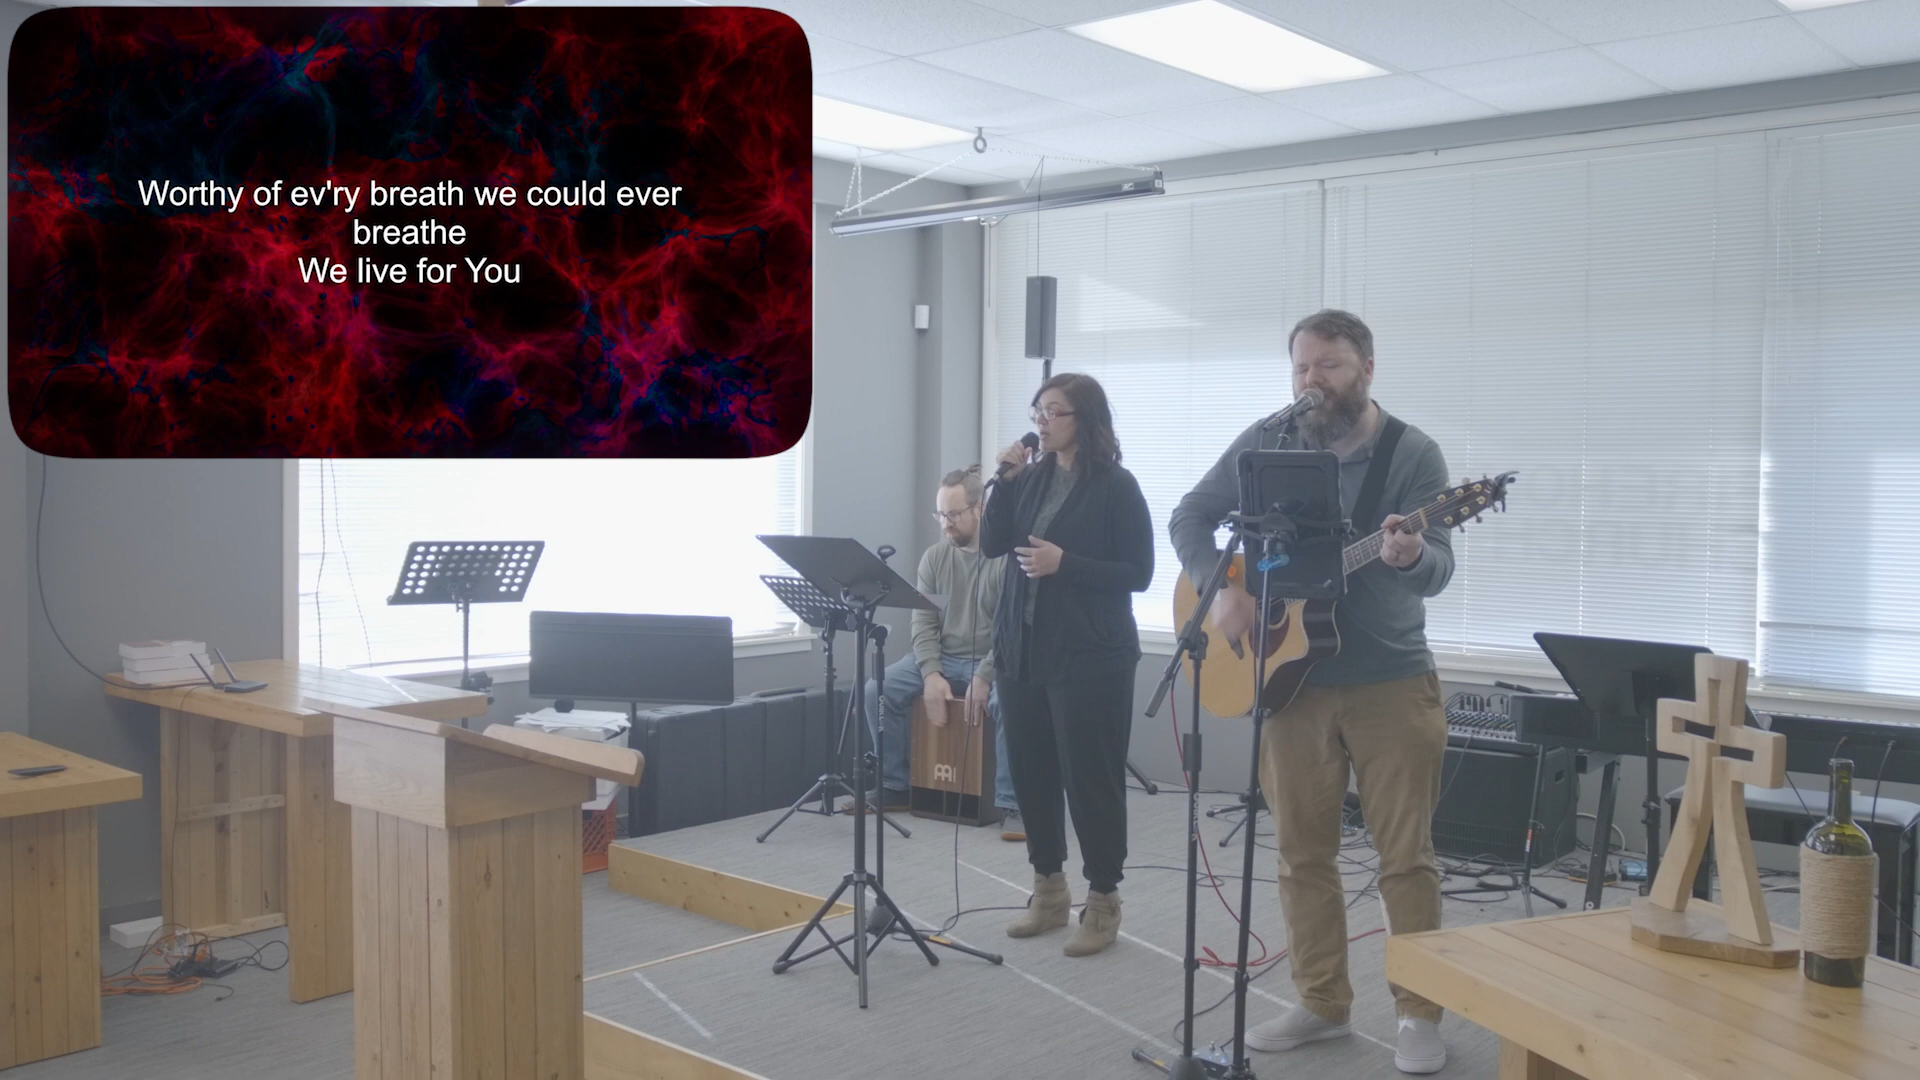 Worthy of ev'ry breath we could ever
breathe
We live for You